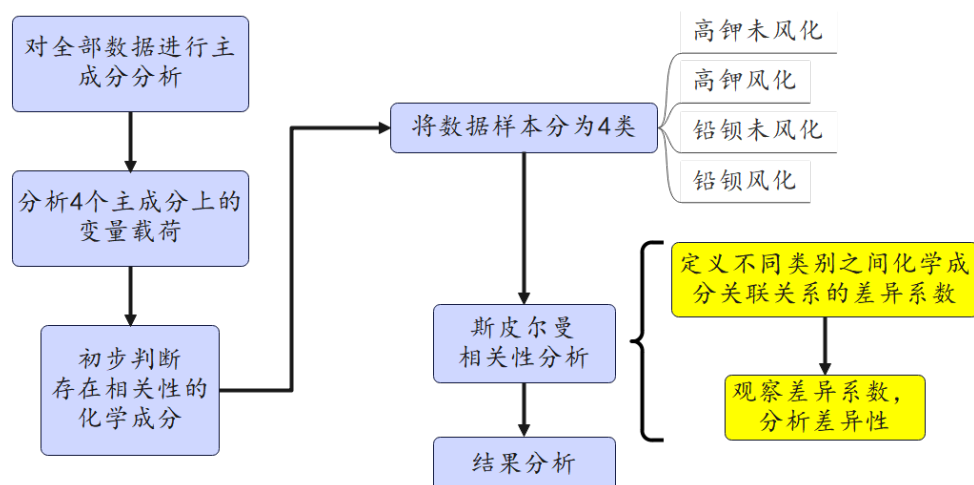 对全部数据进行主
成分分析
分析4个主成分上的
变量载荷
初步判断
存在相关性的
化学成分
将数据样本分为4类
高钾未风化
高钾风化
铅钡未风化
铅钡风化
斯皮尔曼
相关性分析
结果分析
定义不同类别之间化学成
分关联关系的差异系数
观察差异系数，
分析差异性